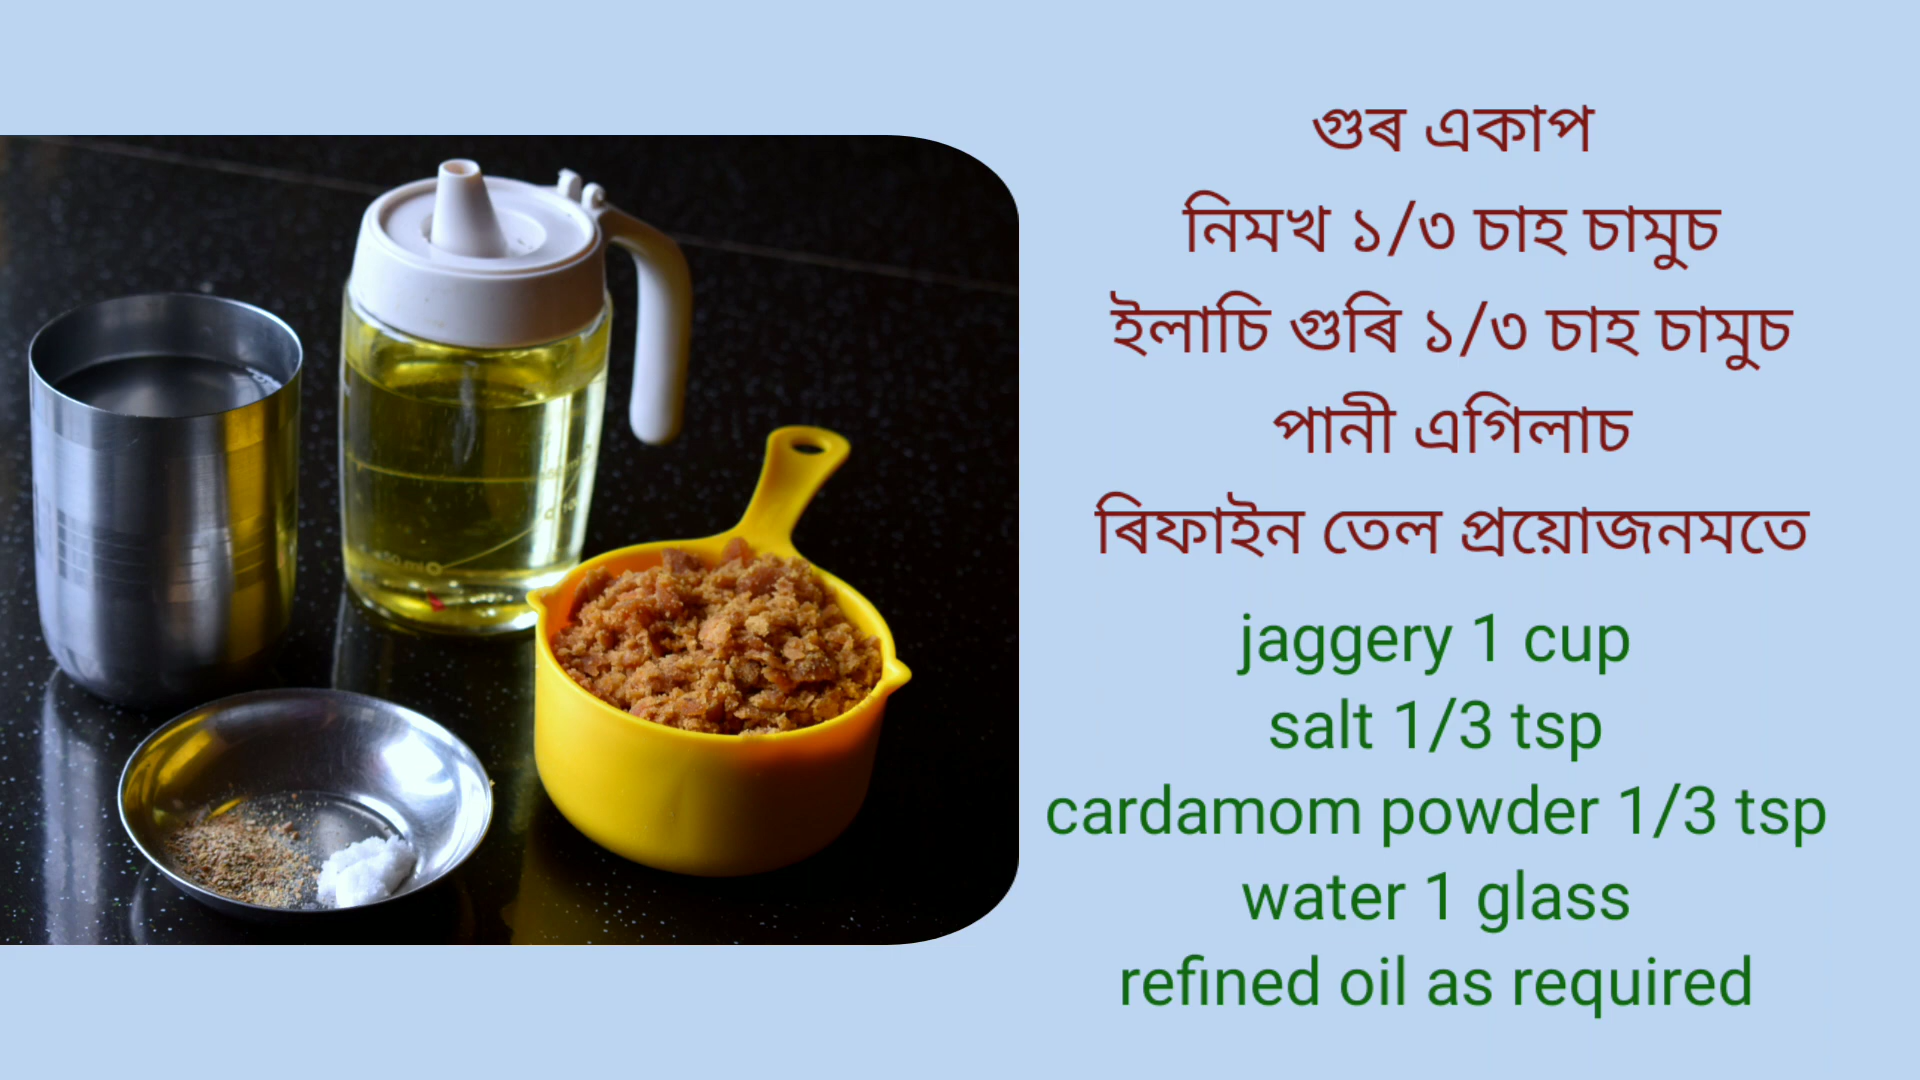 গুৰ একাপ
নিমখ ১/৩ চাহ চামুচ
ইলাচি গুৰি ১/৩ চাহ চামুচ
পানী এগিলাচ
ৰিফাইন তেল প্ৰয়োজনমতে
jaggery 1 cup
salt 1/3 tsp
cardamom powder 1/3 tsp
water 1 glass
refined oil as required